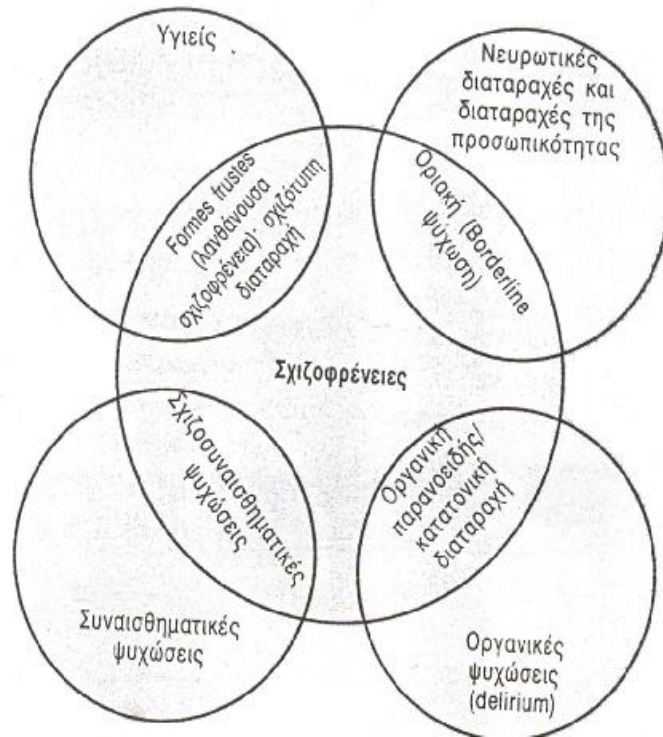 Υγιείς
Νευρωτικές
διαταραχές και
διαταραχές της
προσωπικότητας
Formes frustes
(λανθάνουσα
σχιζοφρένεια)· σχιζότυπη
διαταραχή
Οριακή (Borderline
ψύχωση)
Σχιζοφρένειες
Σχιζοσυναισθηματικές
ψυχώσεις
Οργανική
παρανοειδής/
κατατονική
διαταραχή
Συναισθηματικές
ψυχώσεις
Οργανικές
ψυχώσεις
(delirium)